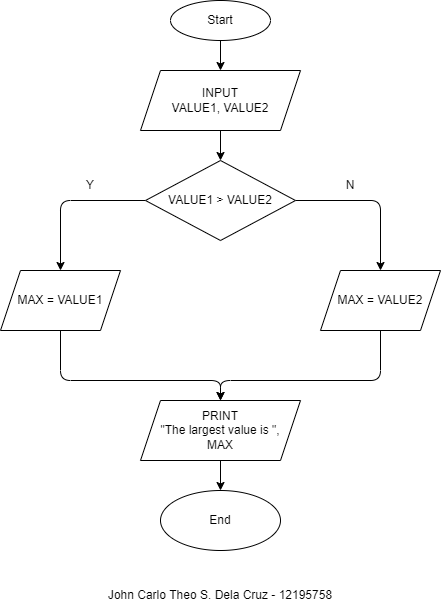 Start
INPUT
VALUE1, VALUE2
VALUE1 > VALUE2
Y
N
MAX = VALUE1
MAX = VALUE2
PRINT
"The largest value is ",
MAX
End
John Carlo Theo S. Dela Cruz - 12195758